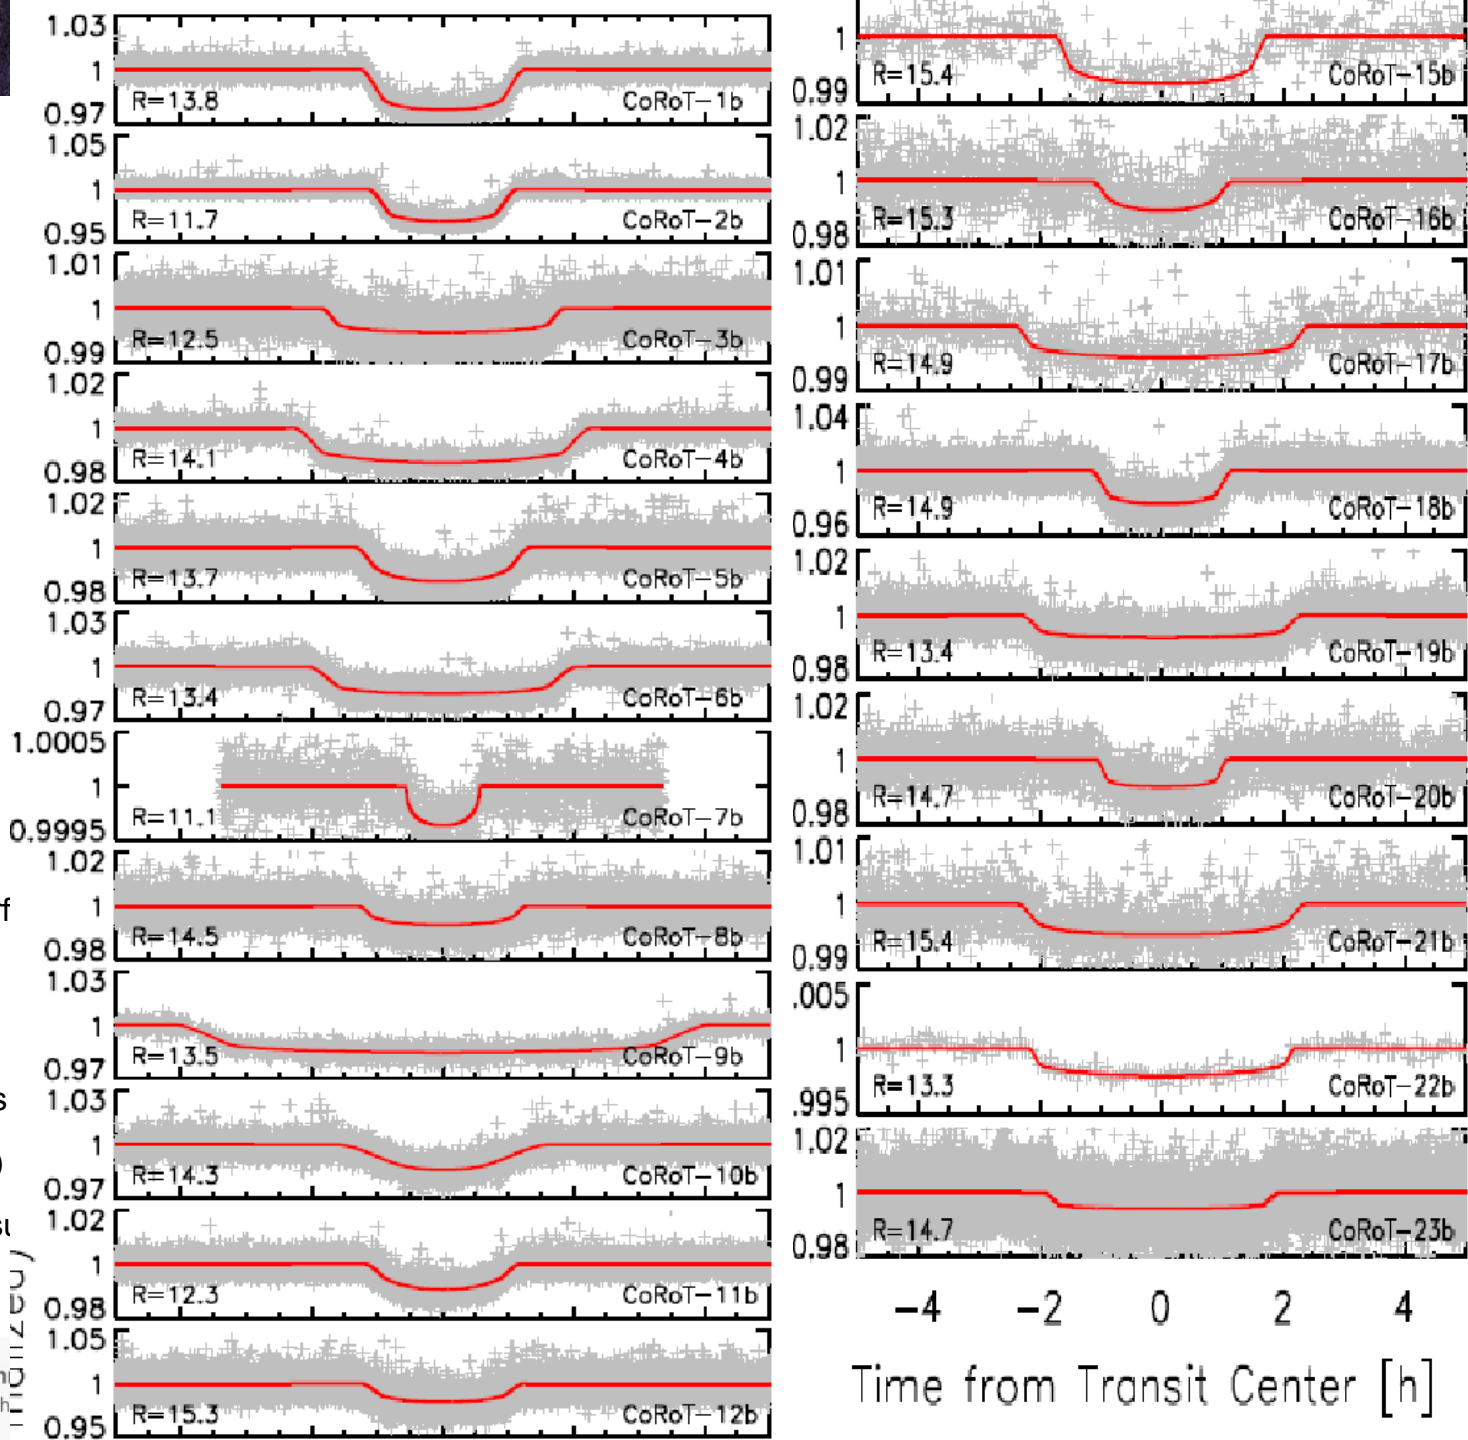 1.03
1
0.97
R=13.8
CoRoT-1b
1.05
1
0.95
R=11.7
CoRoT-2b
1.01
1
0.99
R=12.5
CoRoT-3b
1.02
1
0.98
R=14.1
CoRoT-4b
1.02
1
0.98
R=13.7
CoRoT-5b
1.03
1
0.97
R=13.4
CoRoT-6b
1.0005
1
0.9995
R=11.1
CoRoT-7b
1.02
1
0.98
R=14.5
CoRoT-8b
1.03
1
0.97
R=13.5
CoRoT-9b
1.03
1
0.97
R=14.3
CoRoT-10b
1.02
1
0.98
R=12.3
CoRoT-11b
1.05
1
0.95
R=15.3
CoRoT-12b
1
0.99
R=15.4
CoRoT-15b
1.02
1
0.98
R=15.3
CoRoT-16b
1.01
1
0.99
R=14.9
CoRoT-17b
1.04
1
0.96
R=14.9
CoRoT-18b
1.02
1
0.98
R=13.4
CoRoT-19b
1.02
1
0.98
R=14.7
CoRoT-20b
1.01
1
0.99
R=15.4
CoRoT-21b
.005
1
.995
R=13.3
CoRoT-22b
1.02
1
0.98
R=14.7
CoRoT-23b
-4 -2 0 2 4
Time from Transit Center [h]